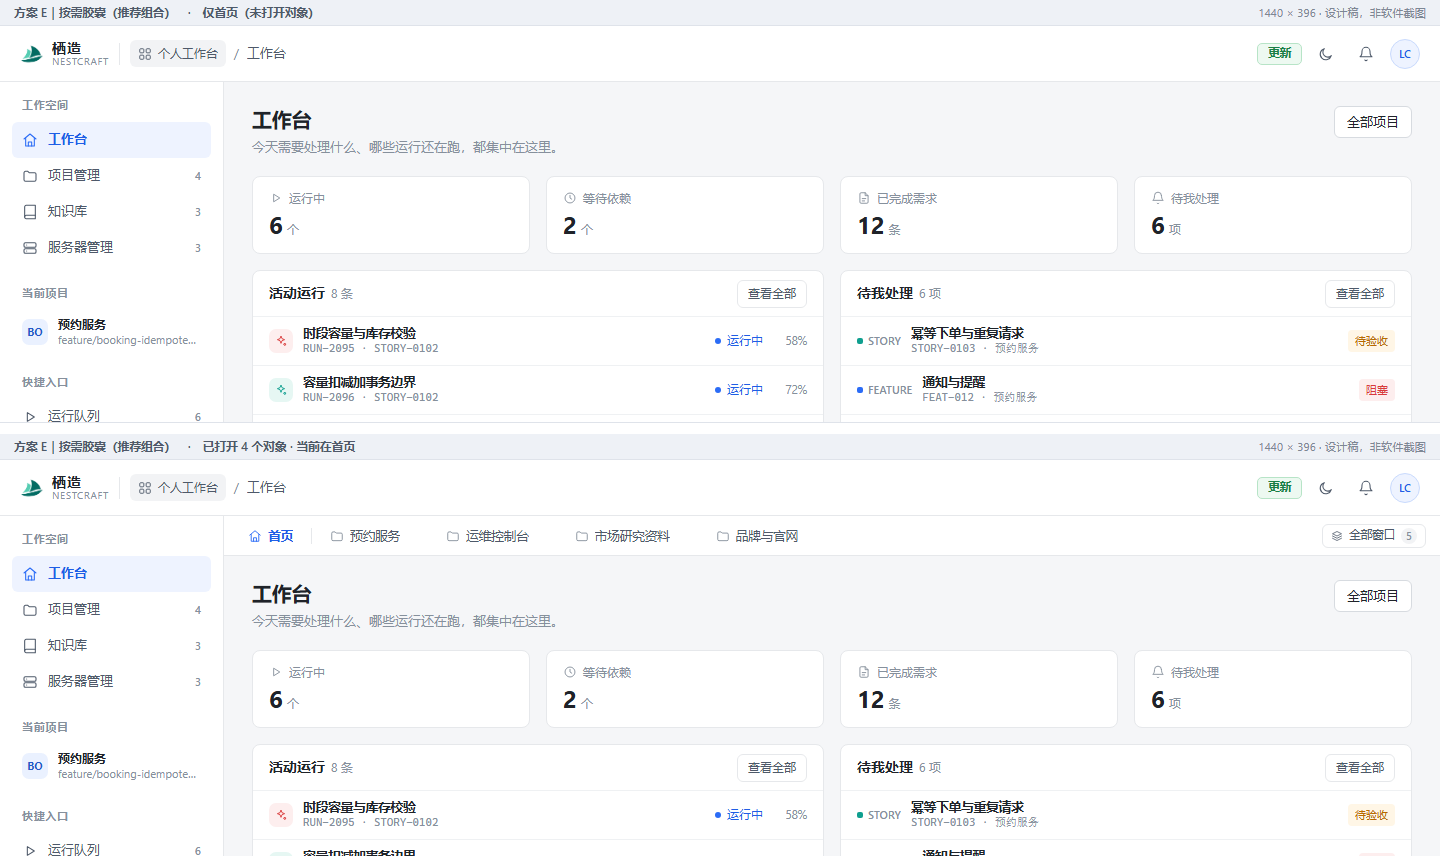 方案 E | 按需胶囊（推荐组合） · 仅首页（未打开对象）
1440 × 396 · 设计稿，非软件截图
栖造
NESTCRAFT
个人工作台 / 工作台
更新
LC
工作空间
工作台
项目管理 4
知识库 3
服务器管理 3
当前项目
BO
预约服务
feature/booking-idempote...
快捷入口
运行队列 6
工作台
今天需要处理什么、哪些运行还在跑，都集中在这里。
全部项目
运行中
6 个
等待依赖
2 个
已完成需求
12 条
待我处理
6 项
活动运行 8 条
查看全部
时段容量与库存校验
RUN-2095 · STORY-0102
运行中 58%
容量扣减加事务边界
RUN-2096 · STORY-0102
运行中 72%
待我处理 6 项
查看全部
STORY
幂等下单与重复请求
STORY-0103 · 预约服务
待验收
FEATURE
通知与提醒
FEAT-012 · 预约服务
阻塞
方案 E | 按需胶囊（推荐组合） · 已打开 4 个对象 · 当前在首页
1440 × 396 · 设计稿，非软件截图
栖造
NESTCRAFT
个人工作台 / 工作台
更新
LC
首页
预约服务
运维控制台
市场研究资料
品牌与官网
全部窗口 5
工作空间
工作台
项目管理 4
知识库 3
服务器管理 3
当前项目
BO
预约服务
feature/booking-idempote...
快捷入口
运行队列 6
工作台
今天需要处理什么、哪些运行还在跑，都集中在这里。
全部项目
运行中
6 个
等待依赖
2 个
已完成需求
12 条
待我处理
6 项
活动运行 8 条
查看全部
时段容量与库存校验
RUN-2095 · STORY-0102
运行中 58%
容量扣减加事务边界
待我处理 6 项
查看全部
STORY
幂等下单与重复请求
STORY-0103 · 预约服务
待验收
通知与提醒